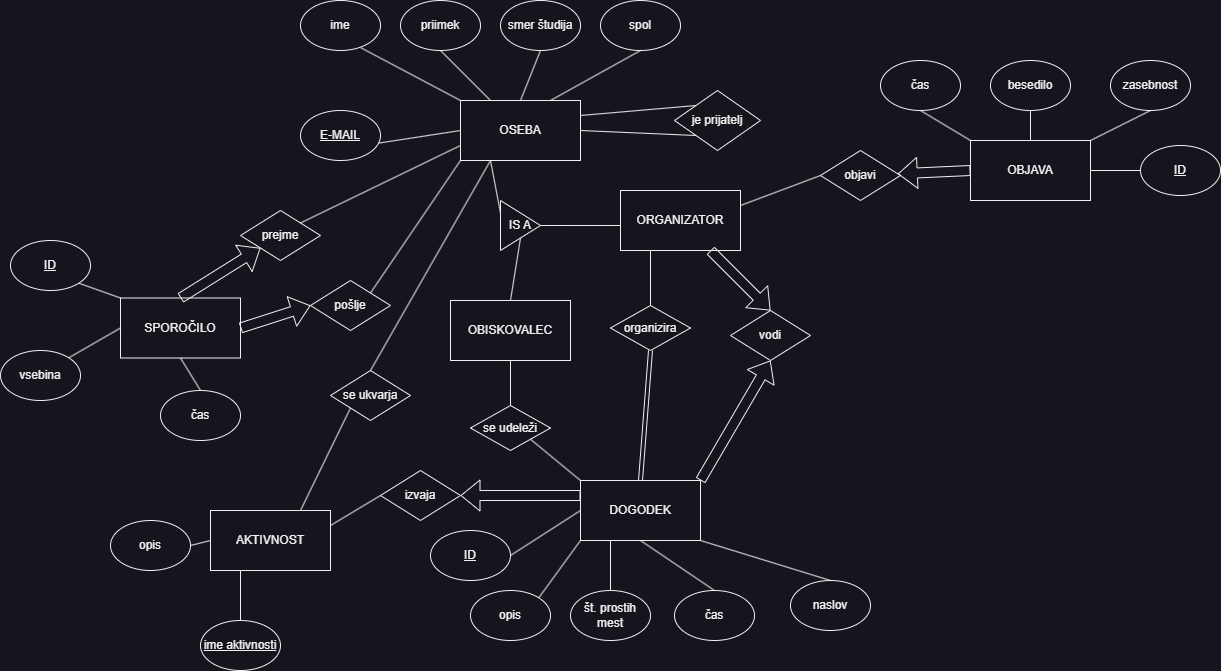 ime
priimek
smer študija
spol
čas
besedilo
zasebnost
E-MAIL
OSEBA
je prijatelj
objavi
OBJAVA
ID
IS A
ORGANIZATOR
prejme
ID
SPOROČILO
pošlje
OBISKOVALEC
organizira
vodi
vsebina
čas
se ukvarja
se udeleži
izvaja
DOGODEK
opis
AKTIVNOST
ID
opis
št. prostih
mest
čas
naslov
ime aktivnosti